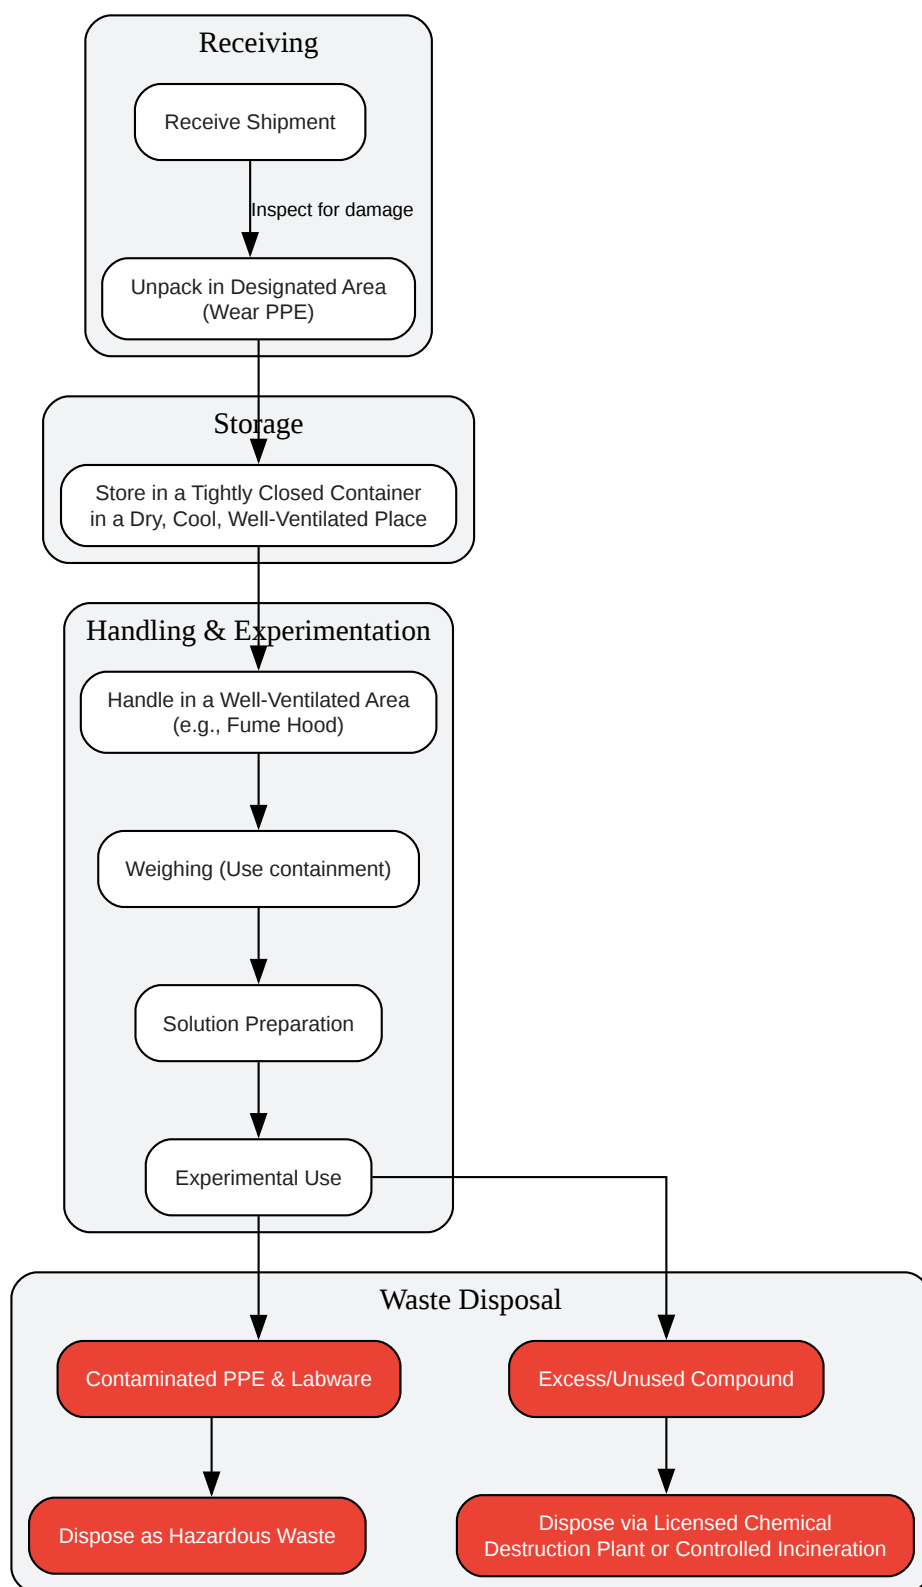 Receiving
Receive Shipment
Inspect for damage
Unpack in Designated Area
(Wear PPE)
Storage
Store in a Tightly Closed Container
in a Dry, Cool, Well-Ventilated Place
Handling & Experimentation
Handle in a Well-Ventilated Area
(e.g., Fume Hood)
Weighing (Use containment)
Solution Preparation
Experimental Use
Waste Disposal
Contaminated PPE & Labware
Excess/Unused Compound
Dispose as Hazardous Waste
Dispose via Licensed Chemical
Destruction Plant or Controlled Incineration